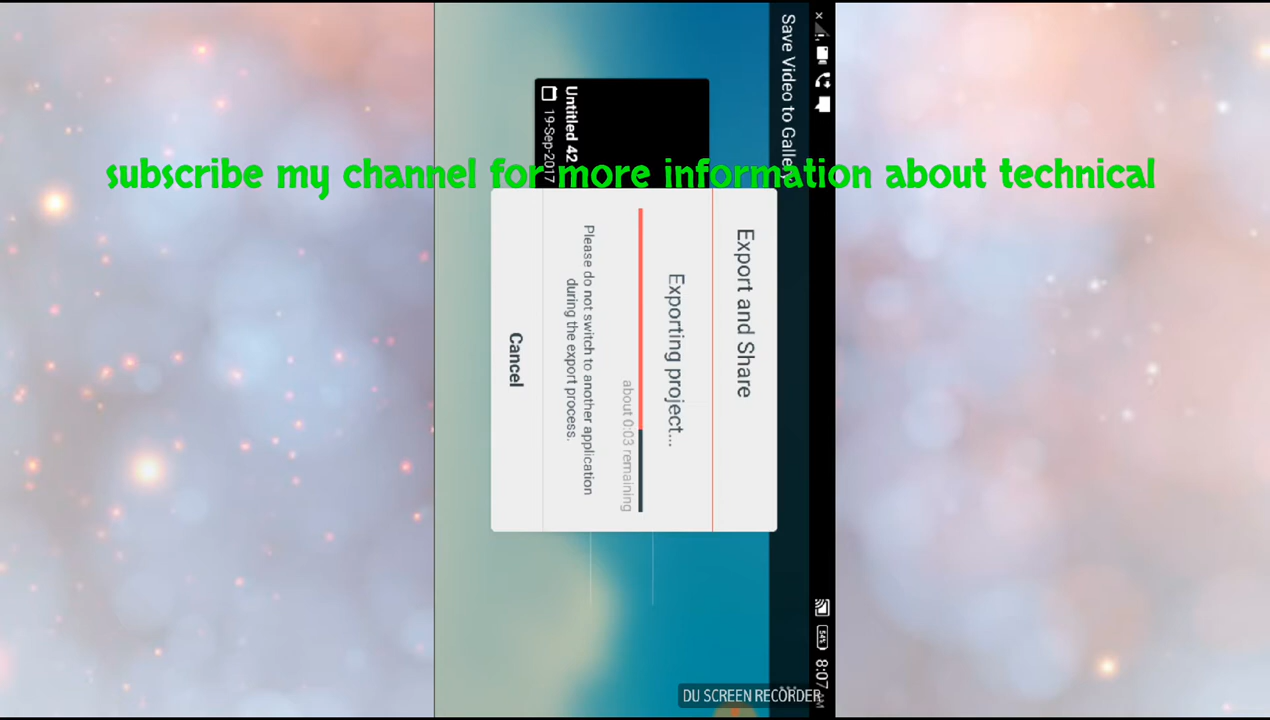 subscribe my channel for more information about technical
8:07 AM
54%
Save Video to Galle
Untitled 42
19-Sep-2017
Export and Share
Exporting project...
about 0:03 remaining
Please do not switch to another application
during the export process.
Cancel
DU SCREEN RECORDER